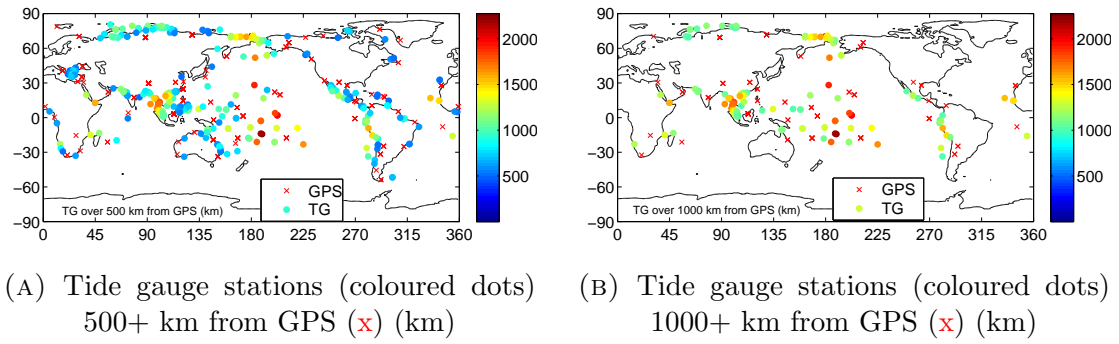 90
60
30
0
−30
−60
90
0 45 90 135 180 225 270 315 360
TG over 500 km from GPS (km)
GPS
TG
2000
1500
1000
500
90
60
30
0
−30
−60
90
0 45 90 135 180 225 270 315 360
TG over 1000 km from GPS (km)
GPS
TG
2000
1500
1000
500
(A) Tide gauge stations (coloured dots)
500+ km from GPS (x) (km)
(B) Tide gauge stations (coloured dots)
1000+ km from GPS (x) (km)